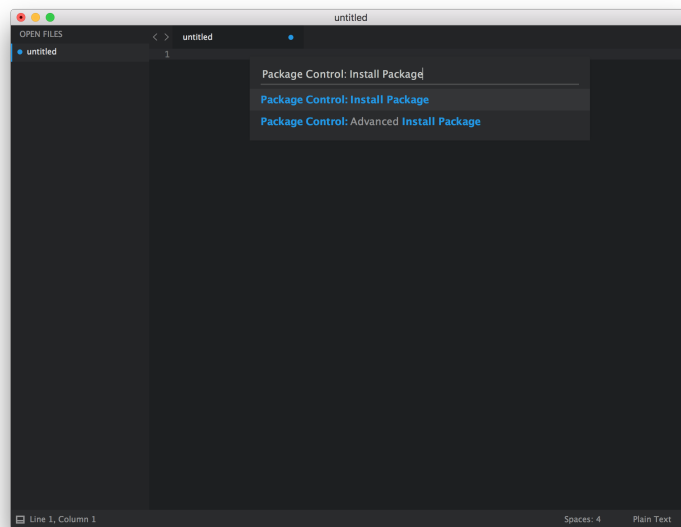 untitled
OPEN FILES
untitled
untitled
1
Package Control: Install Package
Package Control: Install Package
Package Control: Advanced Install Package
Line 1, Column 1
Spaces: 4
Plain Text